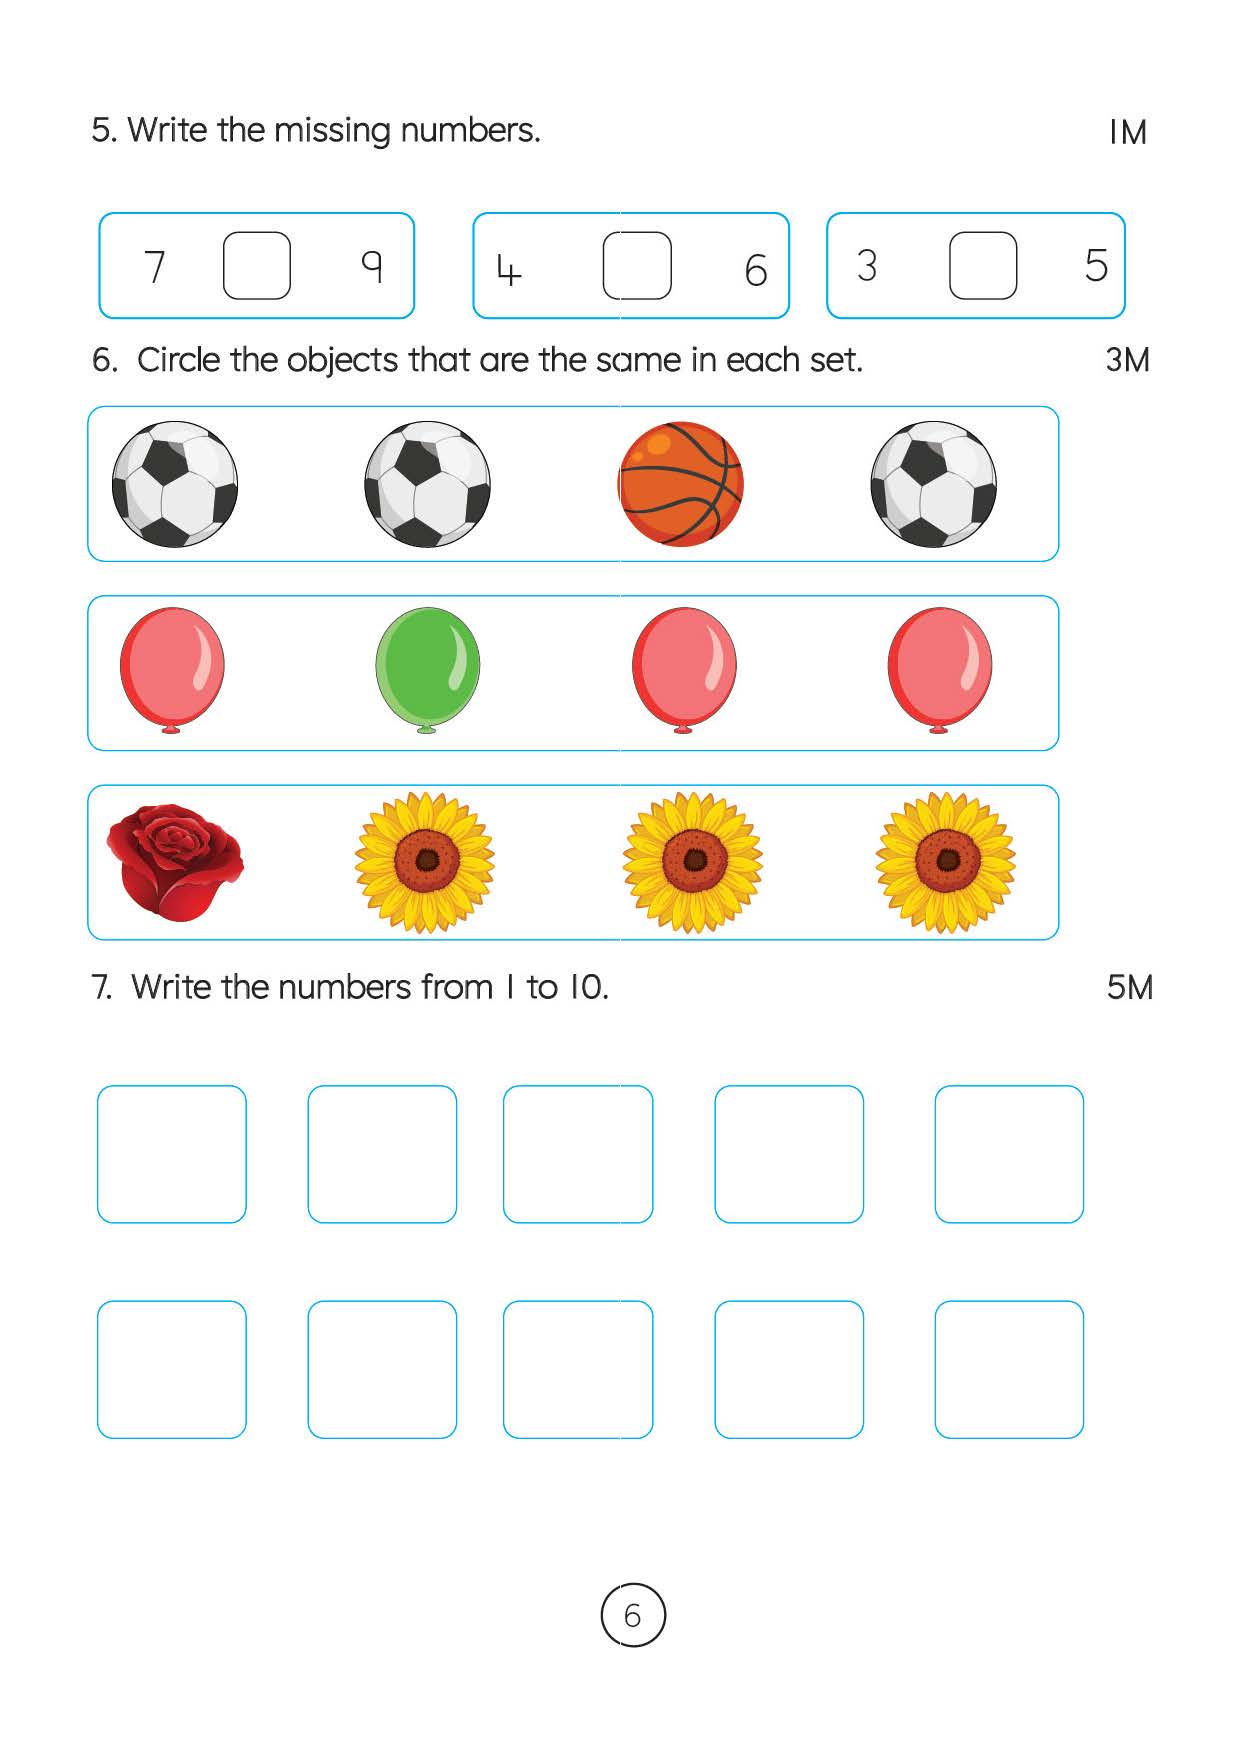 5. Write the missing numbers. 1M
7 9 4 6 3 5
6. Circle the objects that are the same in each set. 3M
7. Write the numbers from 1 to 10. 5M
6